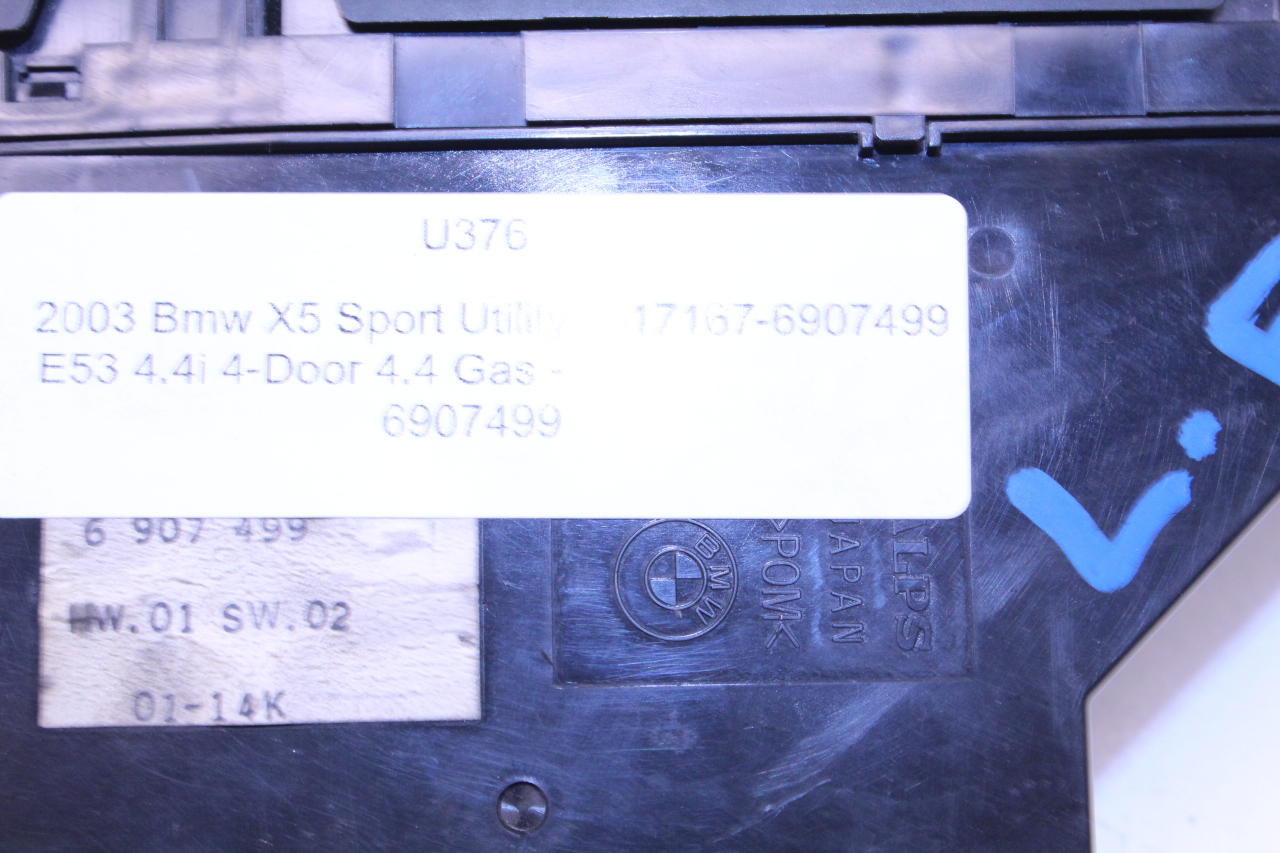 U376
2003 Bmw X5 Sport Utility 17167-6907499
E53 4.4i 4-Door 4.4 Gas -
6907499
6 907 499
HW.01 SW.02
01-14K
BMW
>POMK
JAPAN
ALPS